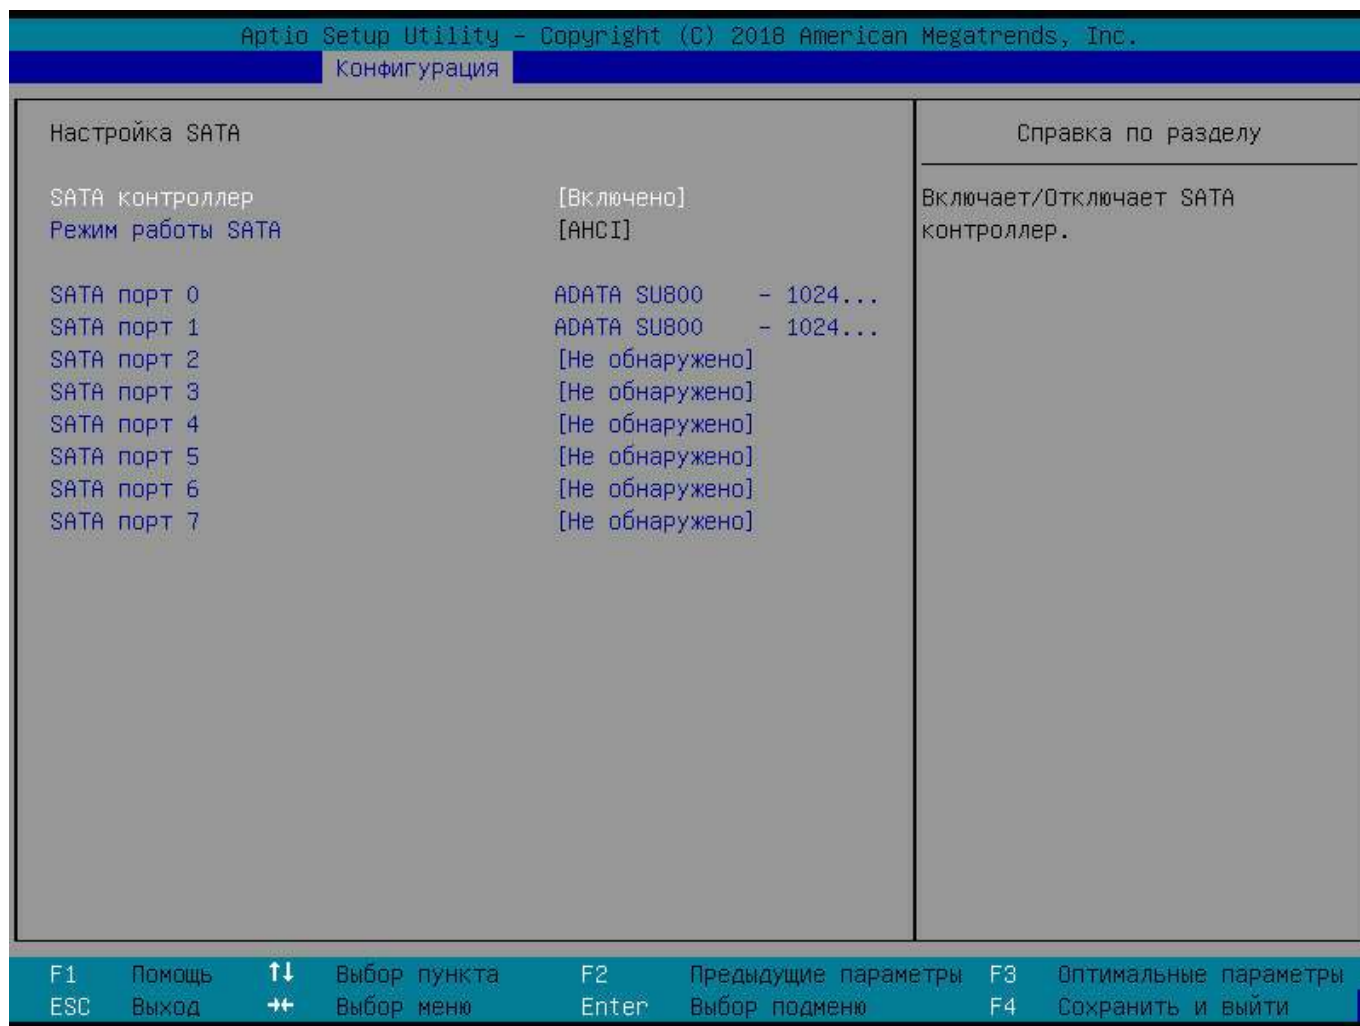 Aptio Setup Utility – Copyright (C) 2018 American Megatrends, Inc.
Конфигурация
Настройка SATA
Справка по разделу
SATA контроллер [Включено]
Режим работы SATA [AHCI]
Включает/Отключает SATA
контроллер.
SATA порт 0 ADATA SU800 – 1024...
SATA порт 1 ADATA SU800 – 1024...
SATA порт 2 [Не обнаружено]
SATA порт 3 [Не обнаружено]
SATA порт 4 [Не обнаружено]
SATA порт 5 [Не обнаружено]
SATA порт 6 [Не обнаружено]
SATA порт 7 [Не обнаружено]
F1 Помощь ↑↓ Выбор пункта F2 Предыдущие параметры F3 Оптимальные параметры
ESC Выход →← Выбор меню Enter Выбор подменю F4 Сохранить и выйти